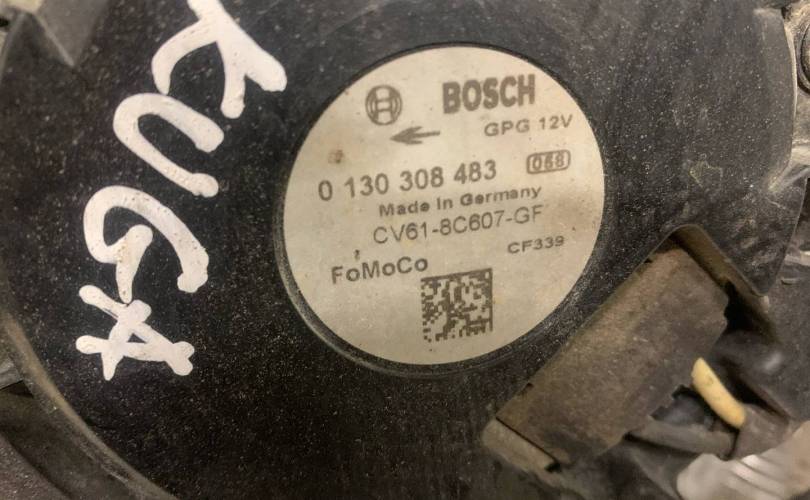 KUGA
BOSCH
GPG 12V
0 130 308 483 068
Made In Germany
CV61-8C607-GF
CF339
FoMoCo